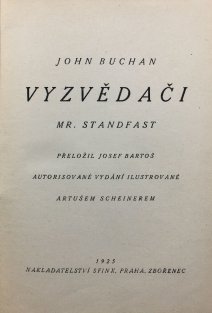 JOHN BUCHAN
VYZVĚDAČI
MR. STANDFAST
PŘELOŽIL JOSEF BARTOŠ
AUTORISOVANÉ VYDÁNÍ ILUSTROVANÉ
ARTUŠEM SCHEINEREM
1925
NAKLADATELSTVÍ SFINX, PRAHA, ZBOŘENEC